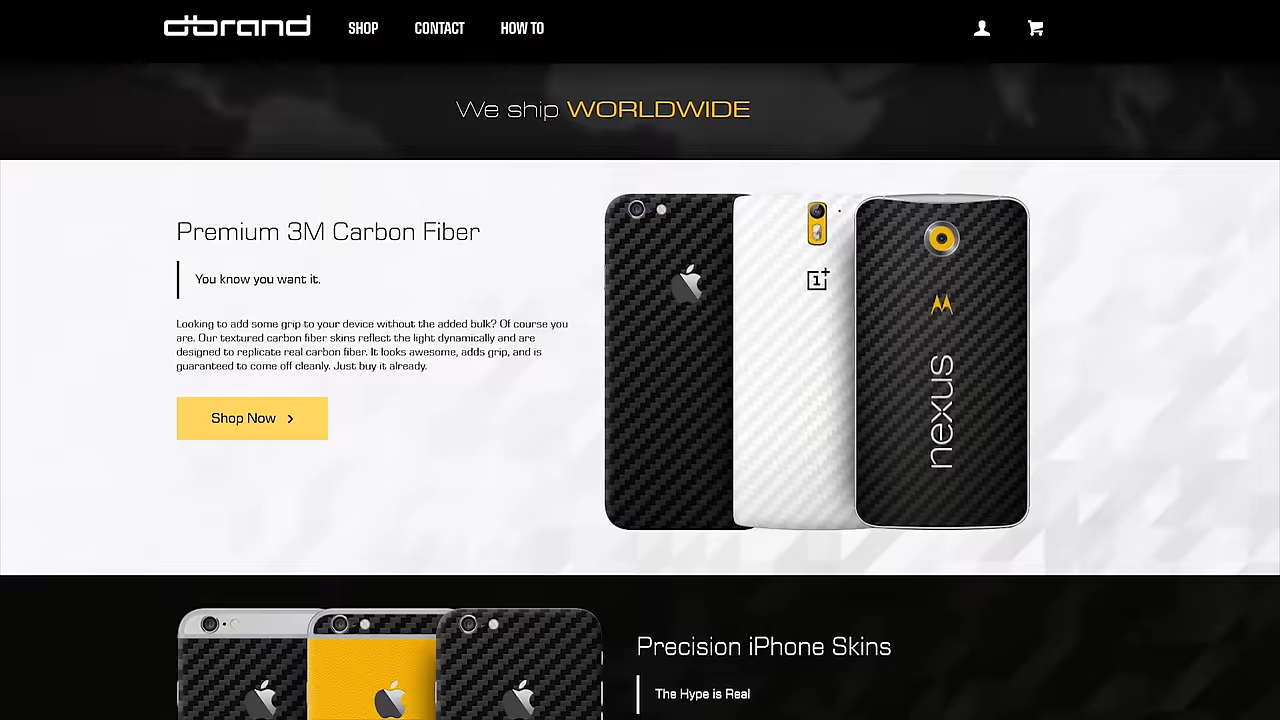 dbrand
SHOP
CONTACT
HOW TO
We ship WORLDWIDE
Premium 3M Carbon Fiber
You know you want it.
Looking to add some grip to your device without the added bulk? Of course you
are. Our textured carbon fiber skins reflect the light dynamically and are
designed to replicate real carbon fiber. It looks awesome, adds grip, and is
guaranteed to come off cleanly. Just buy it already.
Shop Now
1+
nexus
Precision iPhone Skins
The Hype is Real